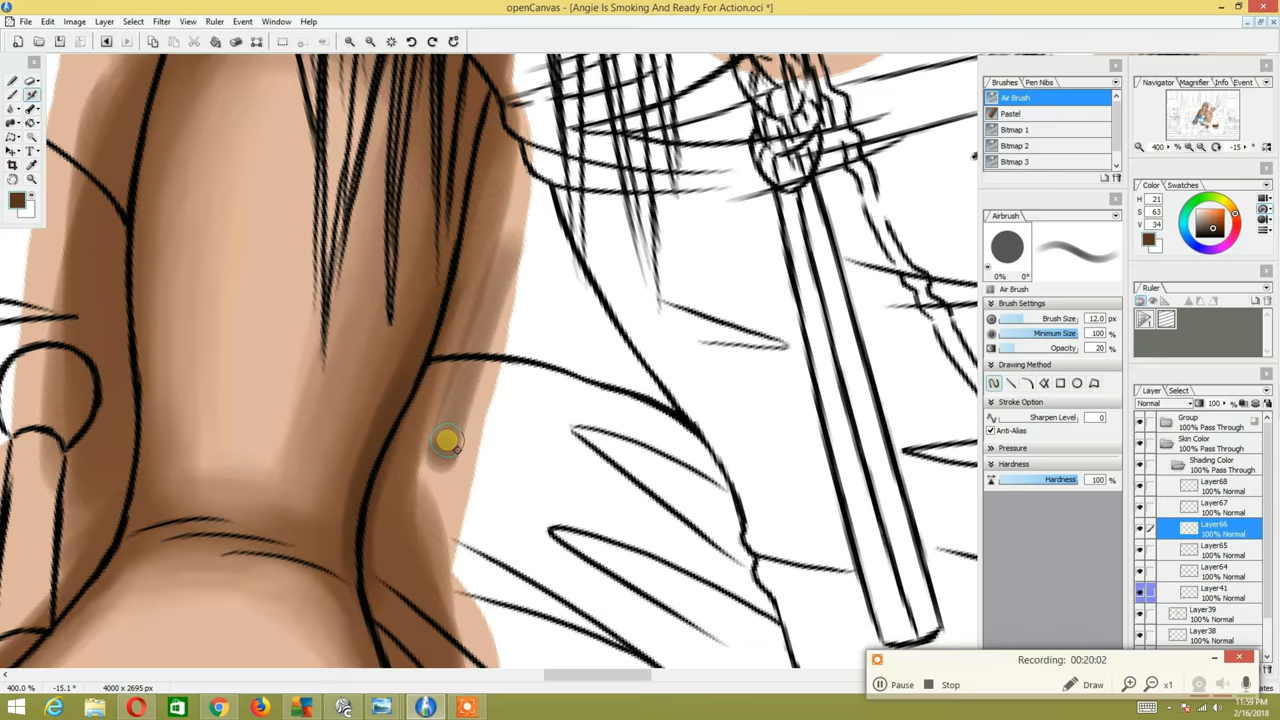 openCanvas - [Angie Is Smoking And Ready For Action.oci *]
File Edit Image Layer Select Filter View Ruler Event Window Help
Brushes Pen Nibs
Air Brush
Pastel
Bitmap 1
Bitmap 2
Bitmap 3
Airbrush
0% 0°
Air Brush
Brush Settings
Brush Size 12.0 px
Minimum Size 100 %
Opacity 20 %
Drawing Method
Stroke Option
Sharpen Level 0
Anti-Alias
Pressure
Hardness
Hardness 100 %
Navigator Magnifier Info Event
400 % -15.1 °
Color Swatches
H 21
S 63
V 34
Ruler
Layer Select
Normal 100 %
Group
100% Pass Through
Skin Color
100% Pass Through
Shading Color
100% Pass Through
Layer68
100% Normal
Layer67
100% Normal
Layer66
100% Normal
Layer65
100% Normal
Layer64
100% Normal
Layer41
100% Normal
Layer39
100% Normal
Layer38
100% Normal
Recording: 00:20:02
Pause Stop Draw x1
400.0 % -15.1 ° 4000 x 2695 px
11:59 PM
2/16/2018